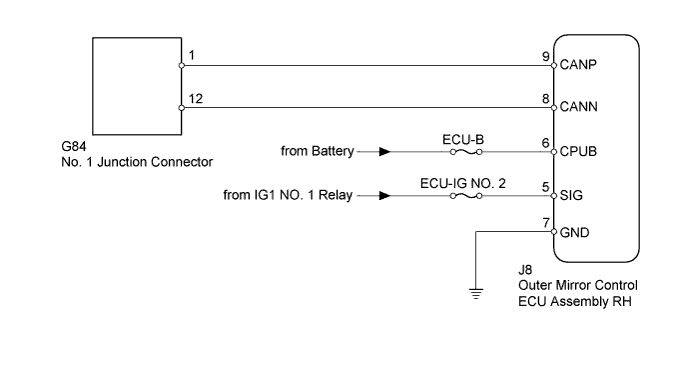 1
9
CANP
12
8
CANN
G84
No. 1 Junction Connector
from Battery
ECU-B
6
CPUB
from IG1 NO. 1 Relay
ECU-IG NO. 2
5
SIG
7
GND
J8
Outer Mirror Control
ECU Assembly RH